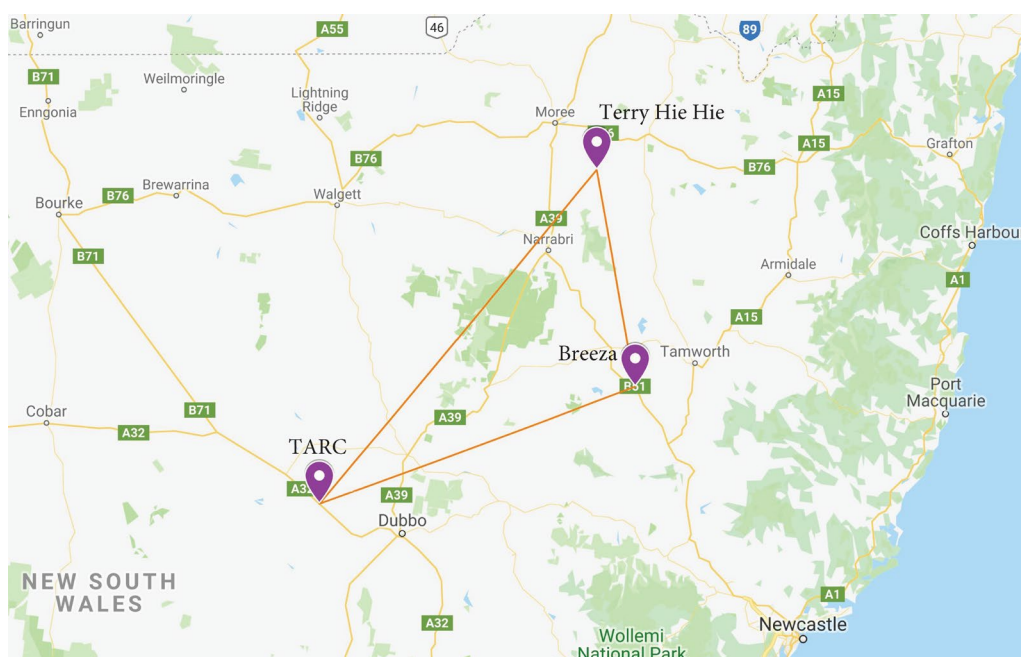 Barringun
A55
46
89
B71
Weilmoringle
Enngonia
Lightning
Ridge
A15
Moree
Terry Hie Hie
A15
Grafton
B76
B76
Brewarrina
B76
Walgett
Bourke
A39
Narrabri
Coffs Harbou
B71
Armidale
A1
A15
Breeza
Tamworth
B51
Port
Macquarie
Cobar
B71
A39
A32
TARC
A39
Dubbo
NEW SOUTH
WALES
A32
A1
Newcastle
Wollemi
National Park